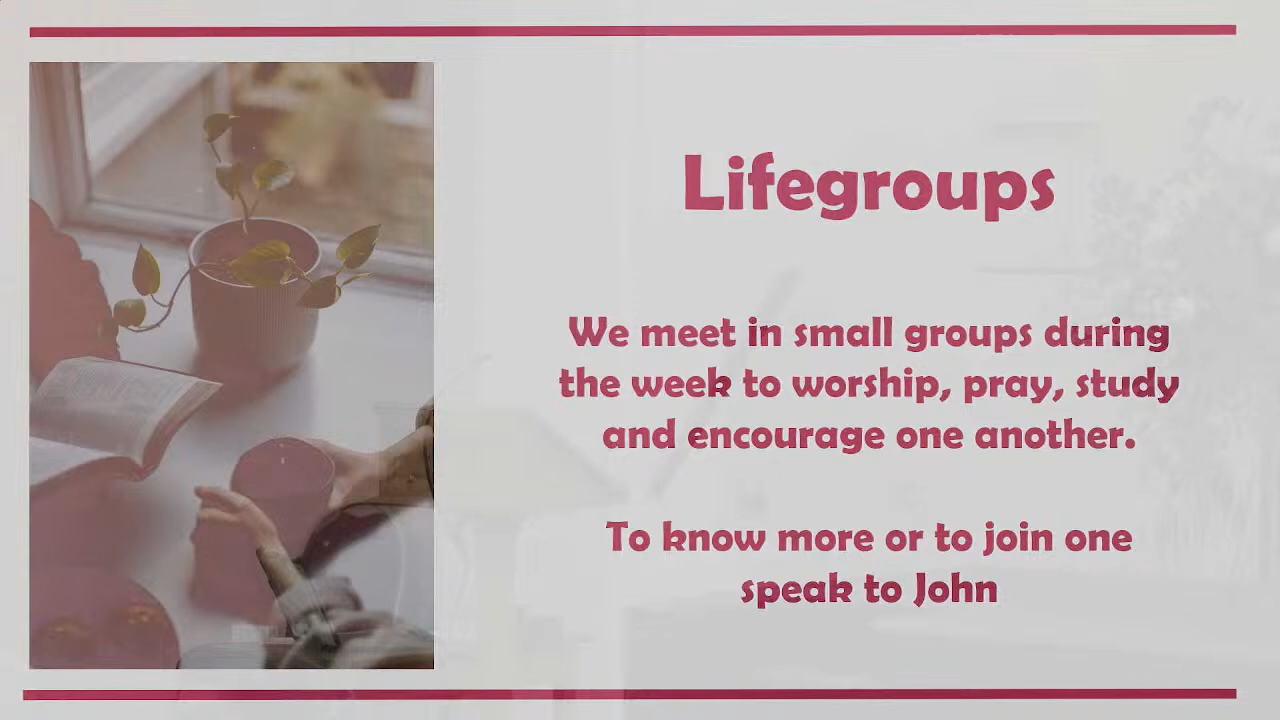 Lifegroups
We meet in small groups during
the week to worship, pray, study
and encourage one another.
To know more or to join one
speak to John